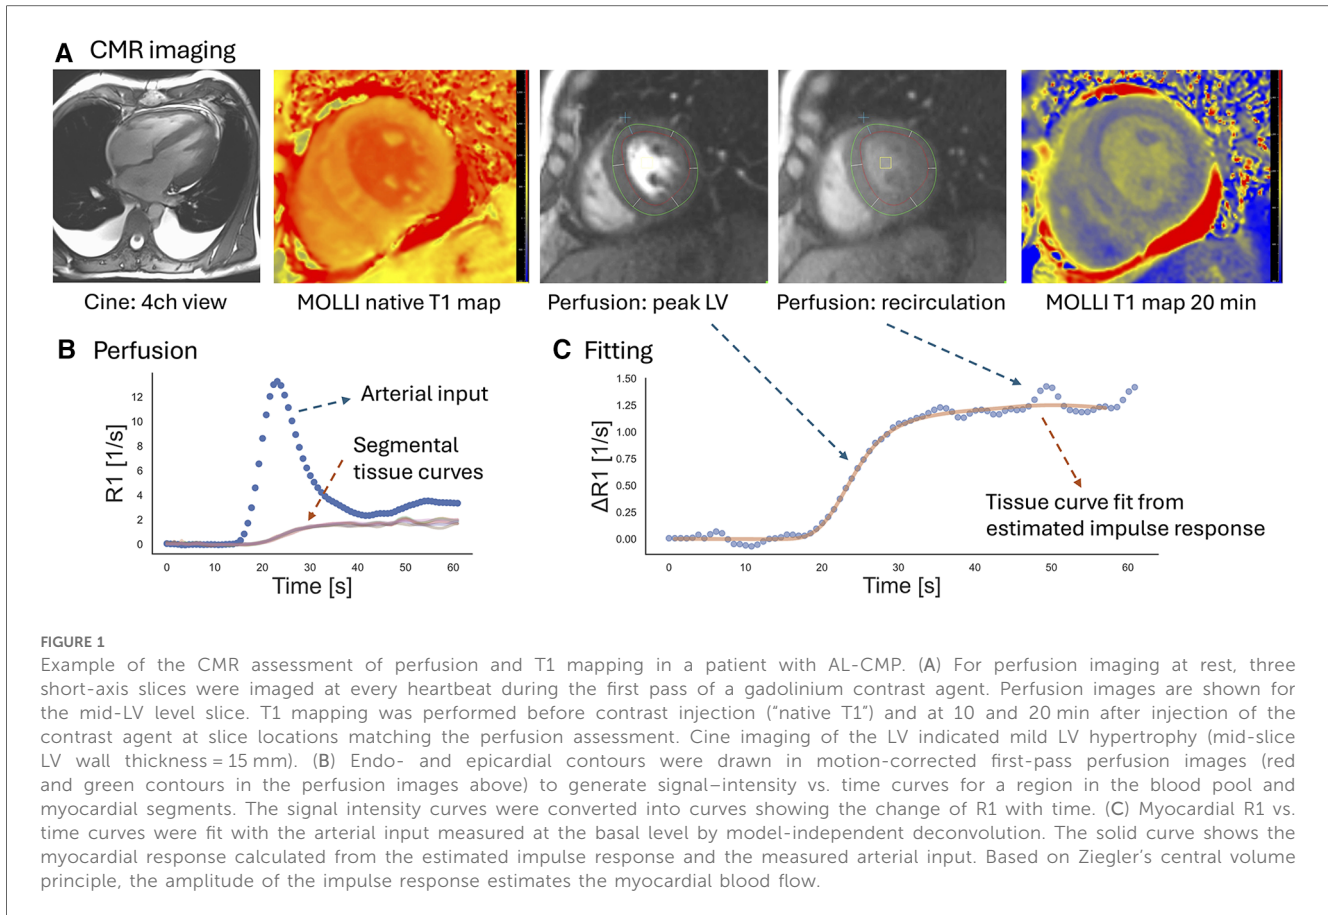 A CMR imaging
Cine: 4ch view
MOLLI native T1 map
Perfusion: peak LV
Perfusion: recirculation
MOLLI T1 map 20 min
B Perfusion
12
10
8
6
4
2
0
R1 [1/s]
Arterial input
Segmental
tissue curves
0 10 20 30 40 50 60
Time [s]
C Fitting
1.50
1.25
1.00
0.75
0.50
0.25
0.00
ΔR1 [1/s]
Tissue curve fit from
estimated impulse response
0 10 20 30 40 50 60
Time [s]
FIGURE 1
Example of the CMR assessment of perfusion and T1 mapping in a patient with AL-CMP. (A) For perfusion imaging at rest, three
short-axis slices were imaged at every heartbeat during the first pass of a gadolinium contrast agent. Perfusion images are shown for
the mid-LV level slice. T1 mapping was performed before contrast injection (“native T1”) and at 10 and 20 min after injection of the
contrast agent at slice locations matching the perfusion assessment. Cine imaging of the LV indicated mild LV hypertrophy (mid-slice
LV wall thickness = 15 mm). (B) Endo- and epicardial contours were drawn in motion-corrected first-pass perfusion images (red
and green contours in the perfusion images above) to generate signal–intensity vs. time curves for a region in the blood pool and
myocardial segments. The signal intensity curves were converted into curves showing the change of R1 with time. (C) Myocardial R1 vs.
time curves were fit with the arterial input measured at the basal level by model-independent deconvolution. The solid curve shows the
myocardial response calculated from the estimated impulse response and the measured arterial input. Based on Ziegler’s central volume
principle, the amplitude of the impulse response estimates the myocardial blood flow.